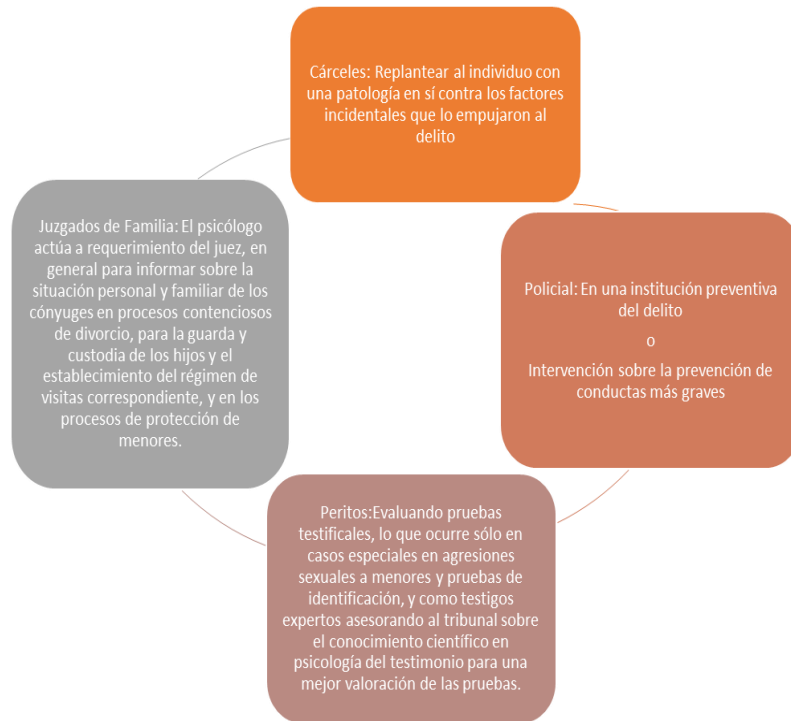 Cárceles: Replantear al individuo con
una patología en sí contra los factores
incidentales que lo empujaron al
delito
Policial: En una institución preventiva
del delito
o
Intervención sobre la prevención de
conductas más graves
Peritos:Evaluando pruebas
testificales, lo que ocurre sólo en
casos especiales en agresiones
sexuales a menores y pruebas de
identificación, y como testigos
expertos asesorando al tribunal sobre
el conocimiento científico en
psicología del testimonio para una
mejor valoración de las pruebas.
Juzgados de Familia: El psicólogo
actúa a requerimiento del juez, en
general para informar sobre la
situación personal y familiar de los
cónyuges en procesos contenciosos
de divorcio, para la guarda y
custodia de los hijos y el
establecimiento del régimen de
visitas correspondiente, y en los
procesos de protección de
menores.